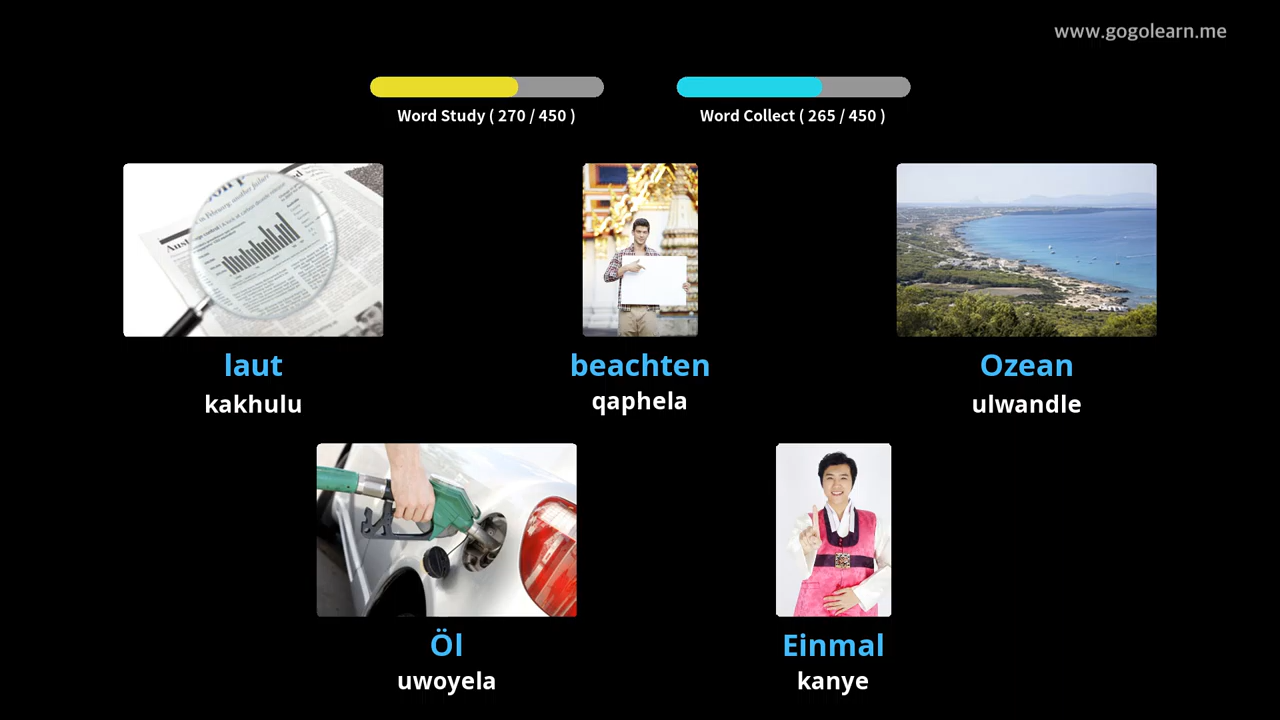 www.gogolearn.me
Word Study ( 270 / 450 )
Word Collect ( 265 / 450 )
laut
kakhulu
beachten
qaphela
Ozean
ulwandle
Öl
uwoyela
Einmal
kanye